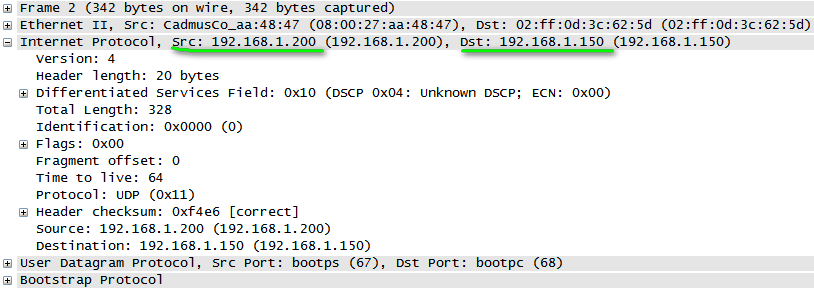 Frame 2 (342 bytes on wire, 342 bytes captured)
Ethernet II, Src: CadmusCo_aa:48:47 (08:00:27:aa:48:47), Dst: 02:ff:0d:3c:62:5d (02:ff:0d:3c:62:5d)
Internet Protocol, Src: 192.168.1.200 (192.168.1.200), Dst: 192.168.1.150 (192.168.1.150)
Version: 4
Header length: 20 bytes
Differentiated Services Field: 0x10 (DSCP 0x04: Unknown DSCP; ECN: 0x00)
Total Length: 328
Identification: 0x0000 (0)
Flags: 0x00
Fragment offset: 0
Time to live: 64
Protocol: UDP (0x11)
Header checksum: 0xf4e6 [correct]
Source: 192.168.1.200 (192.168.1.200)
Destination: 192.168.1.150 (192.168.1.150)
User Datagram Protocol, Src Port: bootps (67), Dst Port: bootpc (68)
Bootstrap Protocol